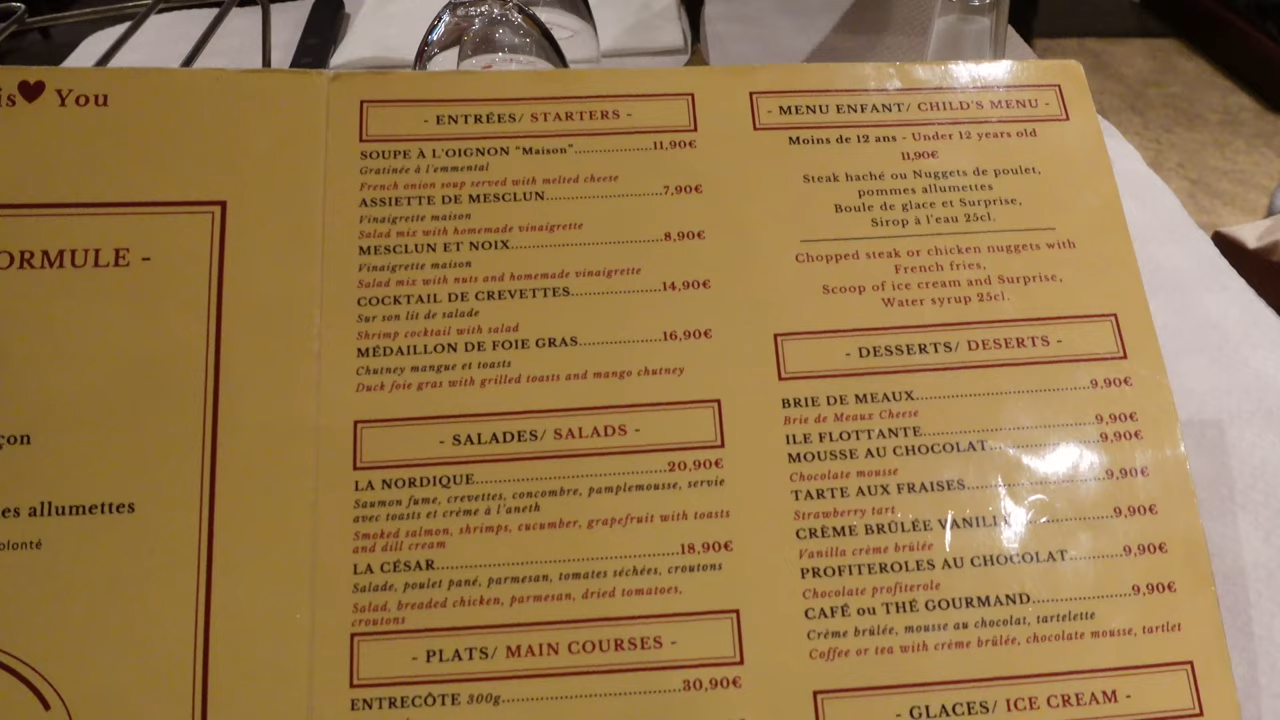 is♥ You
ORMULE -
çon
es allumettes
olonté
- ENTRÉES/ STARTERS -
SOUPE À L'OIGNON "Maison"...................11,90€
Gratinée à l'emmental
French onion soup served with melted cheese
ASSIETTE DE MESCLUN.............................7,90€
Vinaigrette maison
Salad mix with homemade vinaigrette
MESCLUN ET NOIX......................................8,90€
Vinaigrette maison
Salad mix with nuts and homemade vinaigrette
COCKTAIL DE CREVETTES.......................14,90€
Sur son lit de salade
Shrimp cocktail with salad
MÉDAILLON DE FOIE GRAS.....................16,90€
Chutney mangue et toasts
Duck foie gras with grilled toasts and mango chutney
- SALADES/ SALADS -
LA NORDIQUE................................................20,90€
Saumon fume, crevettes, concombre, pamplemousse, servie
avec toasts et crème à l'aneth
Smoked salmon, shrimps, cucumber, grapefruit with toasts
and dill cream
LA CÉSAR............................................................18,90€
Salade, poulet pané, parmesan, tomates séchées, croutons
Salad, breaded chicken, parmesan, dried tomatoes,
croutons
- PLATS/ MAIN COURSES -
ENTRECÔTE 300g............................................30,90€
- MENU ENFANT/ CHILD'S MENU -
Moins de 12 ans - Under 12 years old
11,90€
Steak haché ou Nuggets de poulet,
pommes allumettes
Boule de glace et Surprise,
Sirop à l'eau 25cl.
Chopped steak or chicken nuggets with
French fries,
Scoop of ice cream and Surprise,
Water syrup 25cl.
- DESSERTS/ DESERTS -
BRIE DE MEAUX...........................................9,90€
Brie de Meaux Cheese
ILE FLOTTANTE...........................................9,90€
MOUSSE AU CHOCOLAT...........................9,90€
Chocolate mousse
TARTE AUX FRAISES..................................9,90€
Strawberry tart
CRÈME BRÛLÉE VANILLE.......................9,90€
Vanilla crème brûlée
PROFITEROLES AU CHOCOLAT.............9,90€
Chocolate profiterole
CAFÉ ou THÉ GOURMAND.........................9,90€
Crème brûlée, mousse au chocolat, tartelette
Coffee or tea with crème brûlée, chocolate mousse, tartlet
- GLACES/ ICE CREAM -